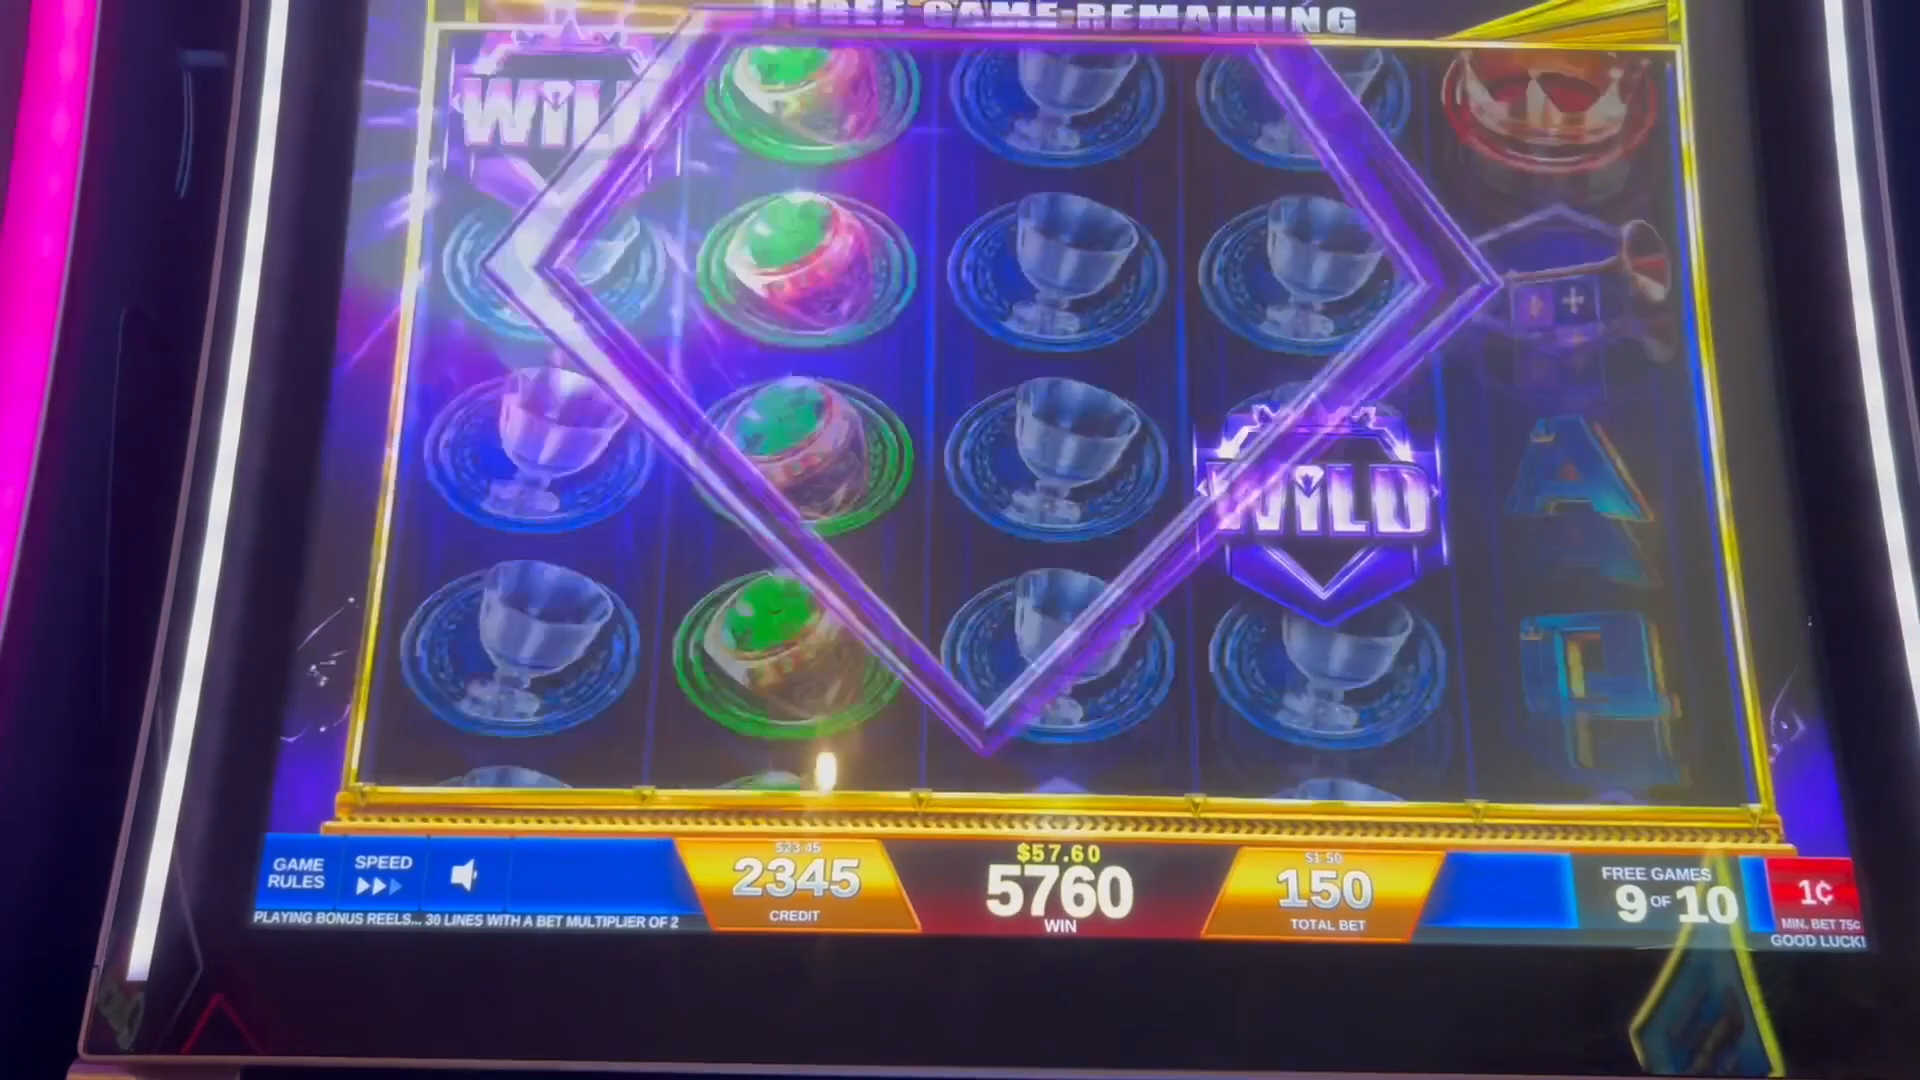 1 FREE GAME REMAINING
WILD
WILD
A
GAME RULES
SPEED
$23.45
2345
CREDIT
$57.60
5760
WIN
$1.50
150
TOTAL BET
FREE GAMES
9 OF 10
1¢
MIN. BET 75¢
PLAYING BONUS REELS... 30 LINES WITH A BET MULTIPLIER OF 2
GOOD LUCK!